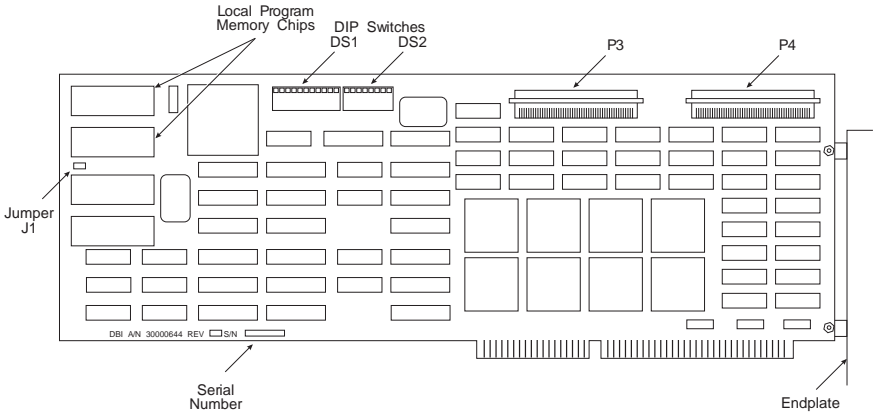 Local Program
Memory Chips
DIP Switches
DS1 DS2
P3
P4
Jumper
J1
DBI A/N 30000644 REV S/N
Serial
Number
Endplate